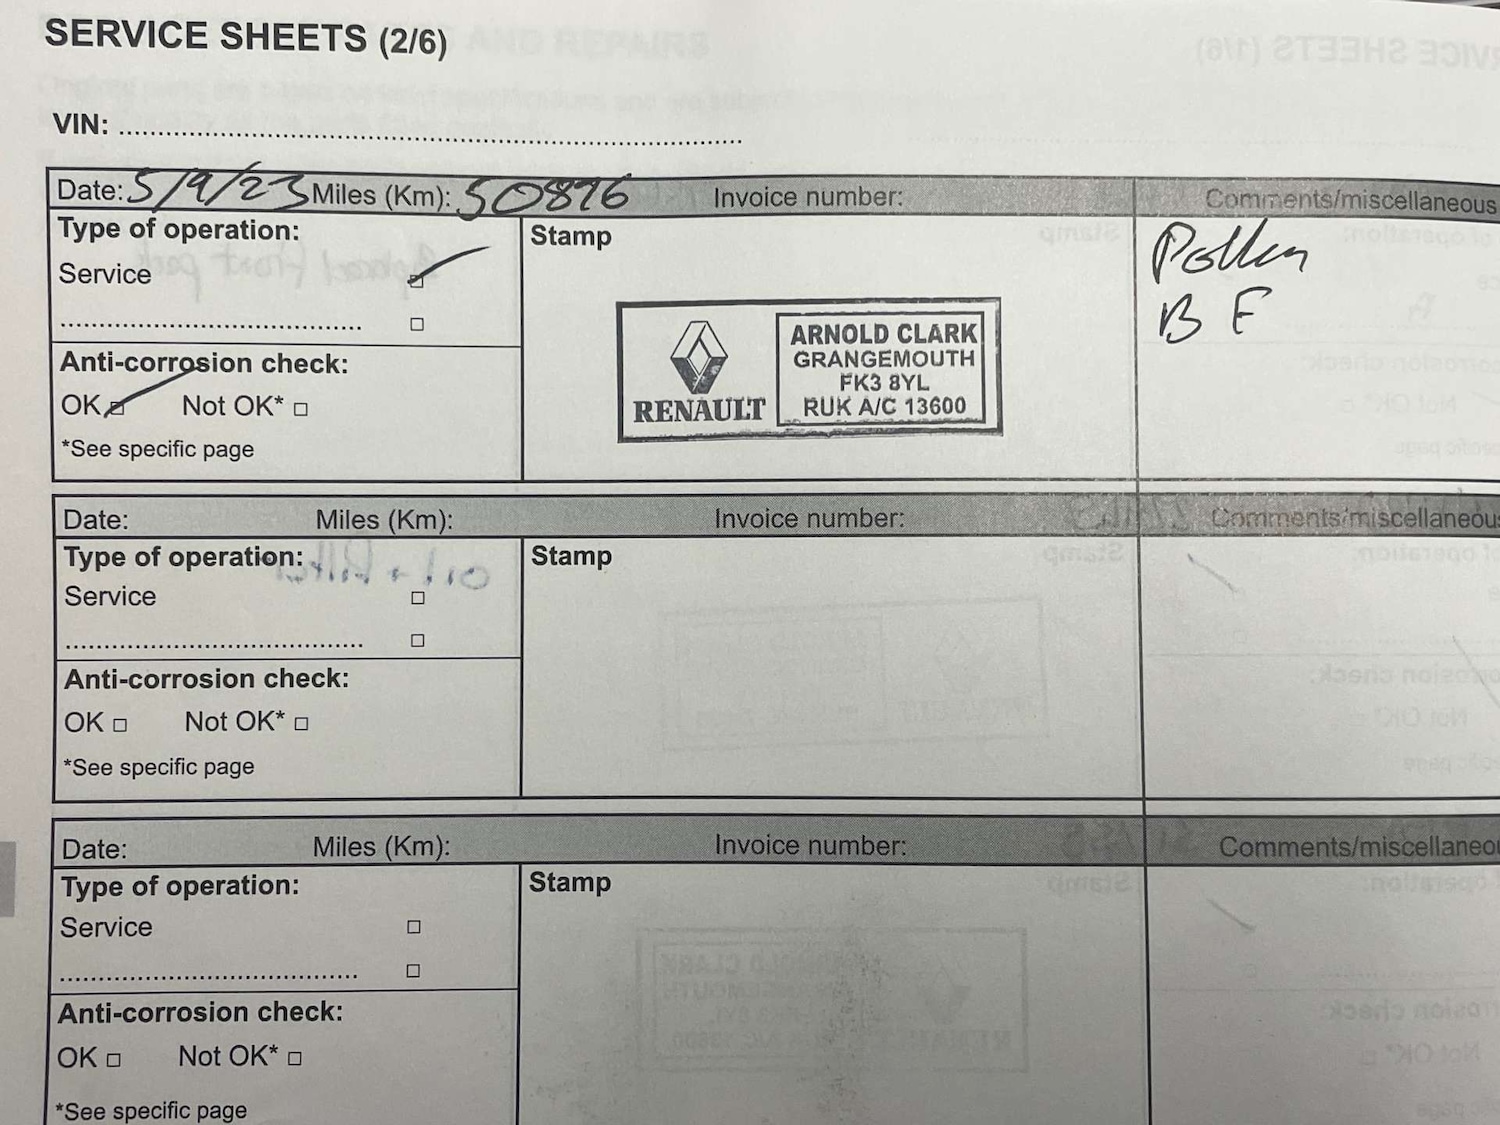 SERVICE SHEETS (2/6)
VIN: ..........................................................................
Date: 5/9/23 Miles (Km): 50876 Invoice number: Comments/miscellaneous
Type of operation: Stamp Pollen
Service B F
....................................
ARNOLD CLARK
GRANGEMOUTH
FK3 8YL
RENAULT RUK A/C 13600
Anti-corrosion check:
OK Not OK*
*See specific page
Date: Miles (Km): Invoice number: Comments/miscellaneou
Type of operation: Stamp
Service
....................................
Anti-corrosion check:
OK Not OK*
*See specific page
Date: Miles (Km): Invoice number: Comments/miscellaneo
Type of operation: Stamp
Service
....................................
Anti-corrosion check:
OK Not OK*
*See specific page